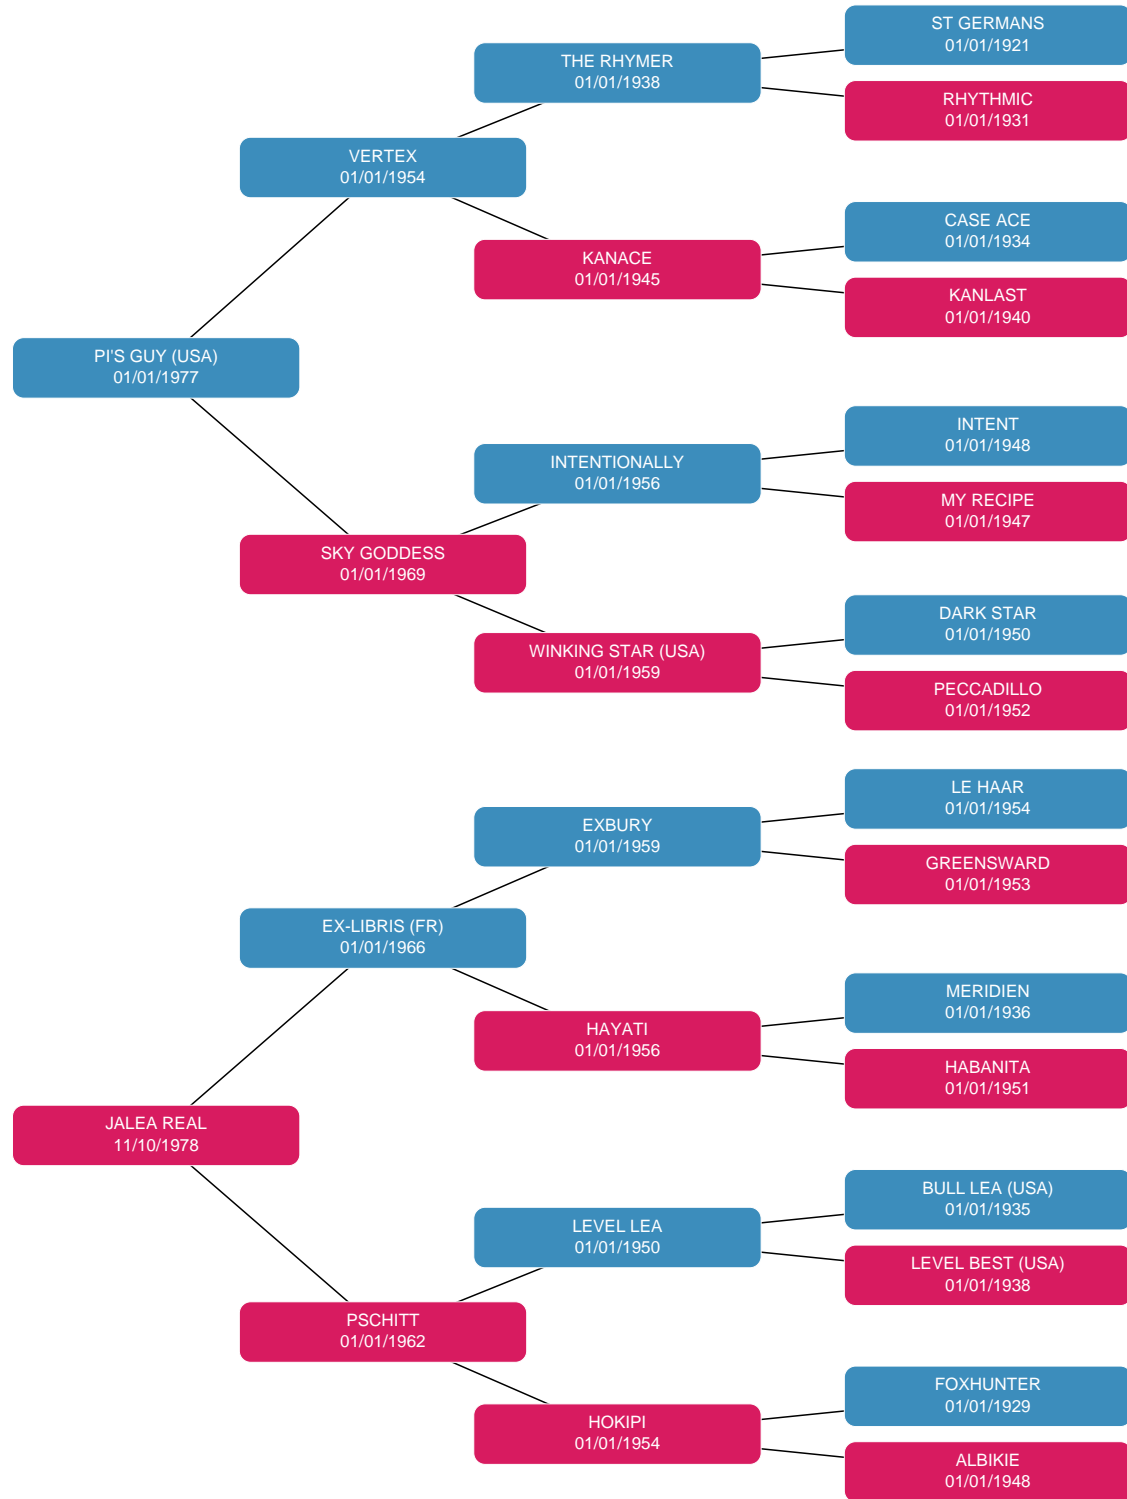 ST GERMANS
01/01/1921
THE RHYMER
01/01/1938
RHYTHMIC
01/01/1931
VERTEX
01/01/1954
CASE ACE
01/01/1934
KANACE
01/01/1945
KANLAST
01/01/1940
PI'S GUY (USA)
01/01/1977
INTENT
01/01/1948
INTENTIONALLY
01/01/1956
MY RECIPE
01/01/1947
SKY GODDESS
01/01/1969
DARK STAR
01/01/1950
WINKING STAR (USA)
01/01/1959
PECCADILLO
01/01/1952
LE HAAR
01/01/1954
EXBURY
01/01/1959
GREENSWARD
01/01/1953
EX-LIBRIS (FR)
01/01/1966
MERIDIEN
01/01/1936
HAYATI
01/01/1956
HABANITA
01/01/1951
JALEA REAL
11/10/1978
BULL LEA (USA)
01/01/1935
LEVEL LEA
01/01/1950
LEVEL BEST (USA)
01/01/1938
PSCHITT
01/01/1962
FOXHUNTER
01/01/1929
HOKIPI
01/01/1954
ALBIKIE
01/01/1948